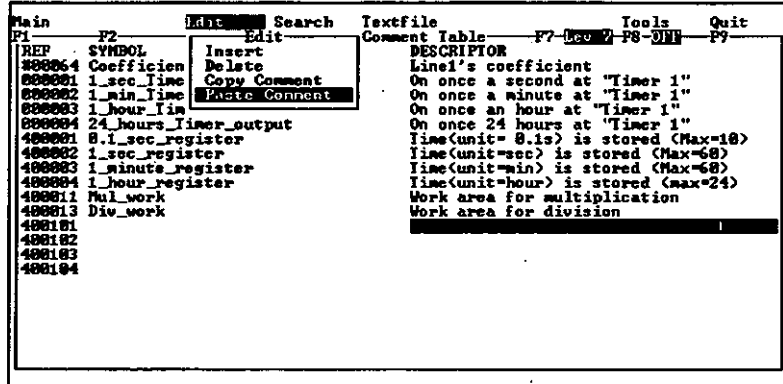 Main Edit Search Textfile Tools Quit
F1 F2 Edit Comment Table F7-Lev 7 F8-OFF F9
REF SYMBOL Insert DESCRIPTOR
#00064 Coefficien Delete Line1's coefficient
000001 1_sec_Time Copy Comment On once a second at "Timer 1"
000002 1_min_Time Paste Comment On once a minute at "Timer 1"
000003 1_hour_Tim On once an hour at "Timer 1"
000004 24_hours_Timer_output On once 24 hours at "Timer 1"
400001 0.1_sec_register Time(unit= 0.1s) is stored (Max=10)
400002 1_sec_register Time(unit=sec) is stored (Max=60)
400003 1_minute_register Time(unit=min) is stored (Max=60)
400004 1_hour_register Time(unit=hour) is stored (max=24)
400011 Mul_work Work area for multiplication
400013 Div_work Work area for division
400101
400102
400103
400104